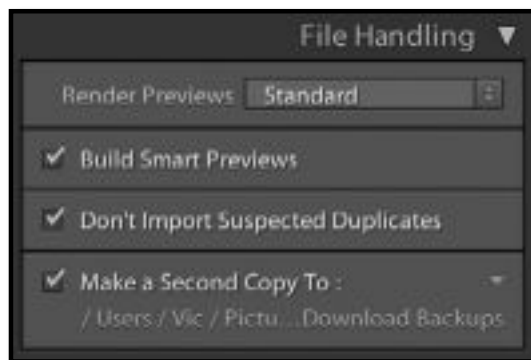 File Handling
Render Previews Standard
Build Smart Previews
Don't Import Suspected Duplicates
Make a Second Copy To :
/ Users / Vic / Pictu...Download Backups